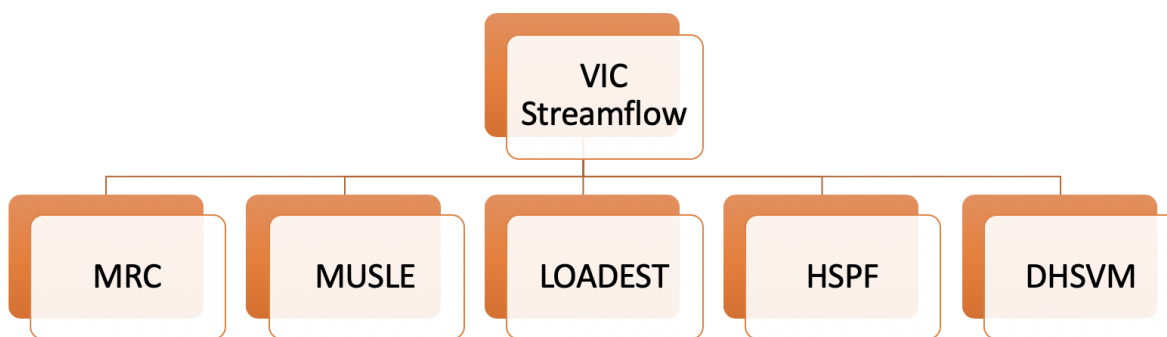 VIC
Streamflow
MRC
MUSLE
LOADEST
HSPF
DHSVM